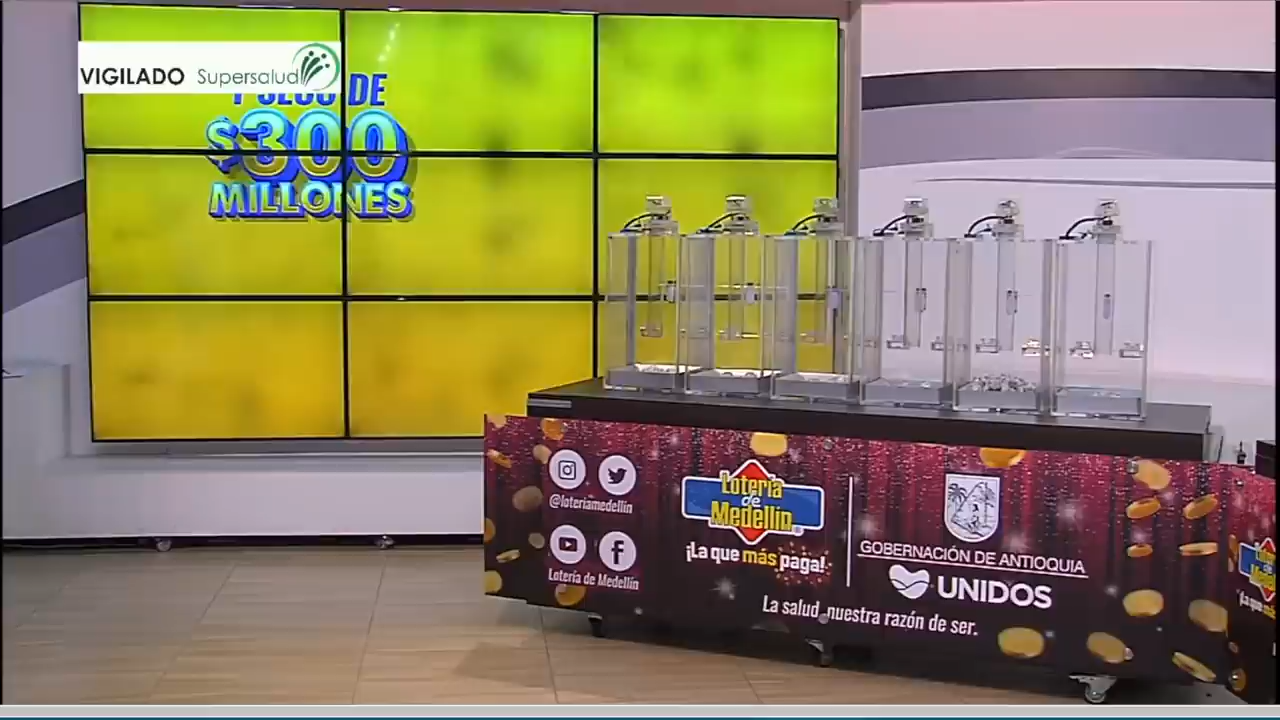 VIGILADO Supersalud
DE
$300
MILLONES
@loteriamedellin
Lotería de Medellín
Lotería
de
Medellín
¡La que más paga!
GOBERNACIÓN DE ANTIOQUIA
UNIDOS
La salud, nuestra razón de ser.